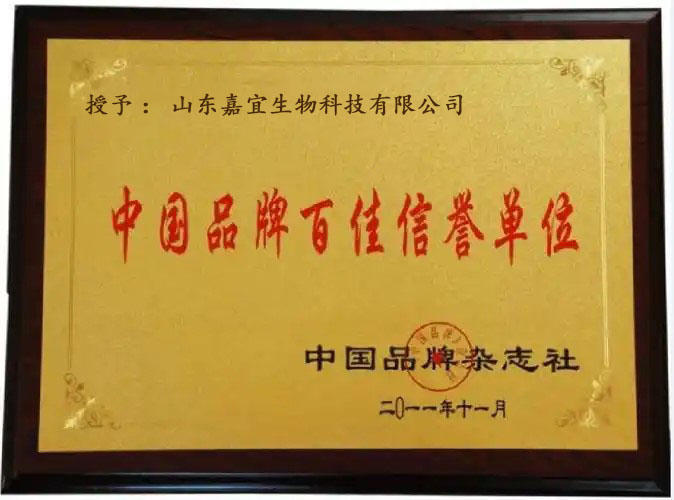 授予： 山东嘉宜生物科技有限公司
中国品牌百佳信誉单位
中国品牌杂志社
二〇一一年十一月